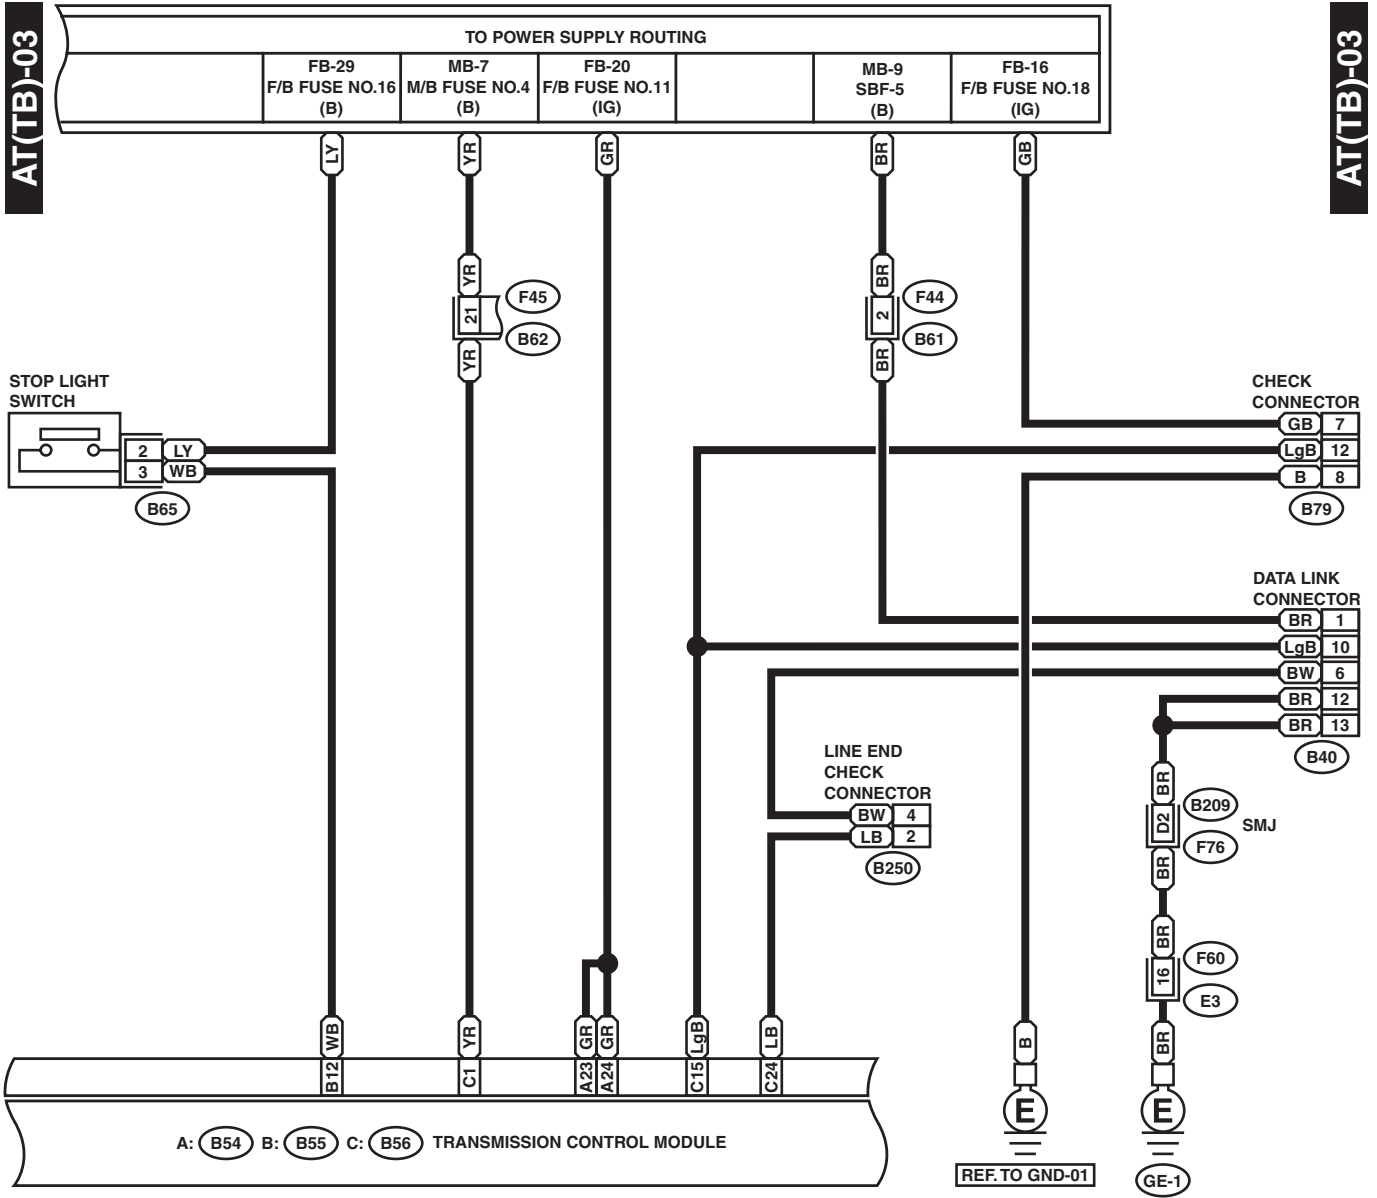 AT(TB)-03
AT(TB)-03
TO POWER SUPPLY ROUTING
FB-29
F/B FUSE NO.16
(B)
MB-7
M/B FUSE NO.4
(B)
FB-20
F/B FUSE NO.11
(IG)
MB-9
SBF-5
(B)
FB-16
F/B FUSE NO.18
(IG)
LY
YR
GR
BR
GB
YR
21
YR
F45
B62
BR
2
BR
F44
B61
STOP LIGHT
SWITCH
2 LY
3 WB
B65
CHECK
CONNECTOR
GB 7
LgB 12
B 8
B79
DATA LINK
CONNECTOR
BR 1
LgB 10
BW 6
BR 12
BR 13
B40
LINE END
CHECK
CONNECTOR
BW 4
LB 2
B250
BR
D2
BR
B209
F76
SMJ
BR
16
BR
F60
E3
WB
YR
GR
GR
LgB
LB
B
B12
C1
A23
A24
C15
C24
E
E
A: B54 B: B55 C: B56 TRANSMISSION CONTROL MODULE
REF. TO GND-01
GE-1